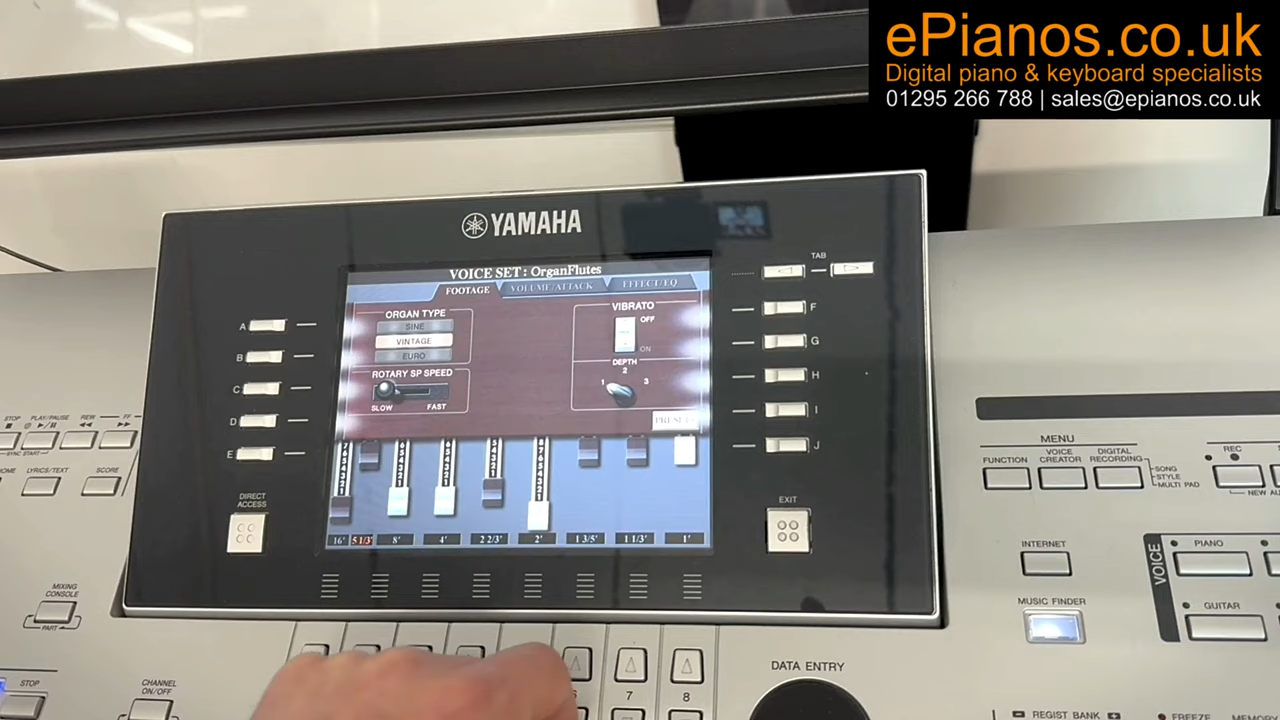 ePianos.co.uk
Digital piano & keyboard specialists
01295 266 788 | sales@epianos.co.uk
YAMAHA
TAB
VOICE SET : OrganFlutes
FOOTAGE
VOLUME/ATTACK
EFFECT/EQ
ORGAN TYPE
SINE
VINTAGE
EURO
ROTARY SP SPEED
SLOW FAST
VIBRATO
OFF
ON
DEPTH
1 2 3
PRESETS
16' 5 1/3' 8' 4' 2 2/3' 2' 1 3/5' 1 1/3' 1'
A
B
C
D
E
F
G
H
I
J
DIRECT
ACCESS
EXIT
STOP PLAY/PAUSE REW FF
SYNC START
LYRICS/TEXT
SCORE
MIXING
CONSOLE
PART
STOP
CHANNEL
ON/OFF
7 8
DATA ENTRY
MENU
FUNCTION
VOICE
CREATOR
DIGITAL
RECORDING
SONG
STYLE
MULTI PAD
REC
INTERNET
MUSIC FINDER
VOICE
PIANO
GUITAR
REGIST BANK
FREEZE